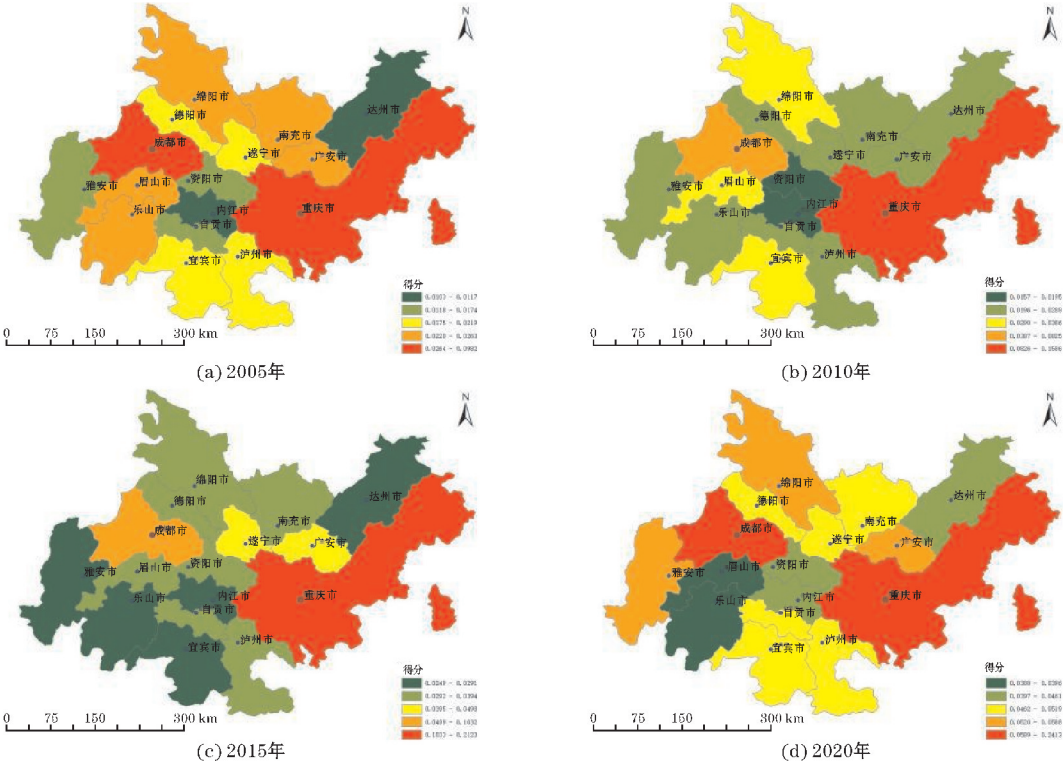 N
绵阳市
达州市
德阳市
南充市
成都市
遂宁市
广安市
雅安市
眉山市
资阳市
乐山市
内江市
重庆市
自贡市
宜宾市
泸州市
得分
0 75 150 300 km
(a) 2005年
N
绵阳市
达州市
德阳市
南充市
成都市
遂宁市
广安市
雅安市
眉山市
资阳市
乐山市
内江市
重庆市
自贡市
宜宾市
泸州市
得分
0 75 150 300 km
(b) 2010年
N
绵阳市
达州市
德阳市
南充市
成都市
遂宁市
广安市
雅安市
眉山市
资阳市
乐山市
内江市
重庆市
自贡市
宜宾市
泸州市
得分
0 75 150 300 km
(c) 2015年
N
绵阳市
达州市
德阳市
南充市
成都市
遂宁市
广安市
雅安市
眉山市
资阳市
乐山市
内江市
重庆市
自贡市
宜宾市
泸州市
得分
0 75 150 300 km
(d) 2020年